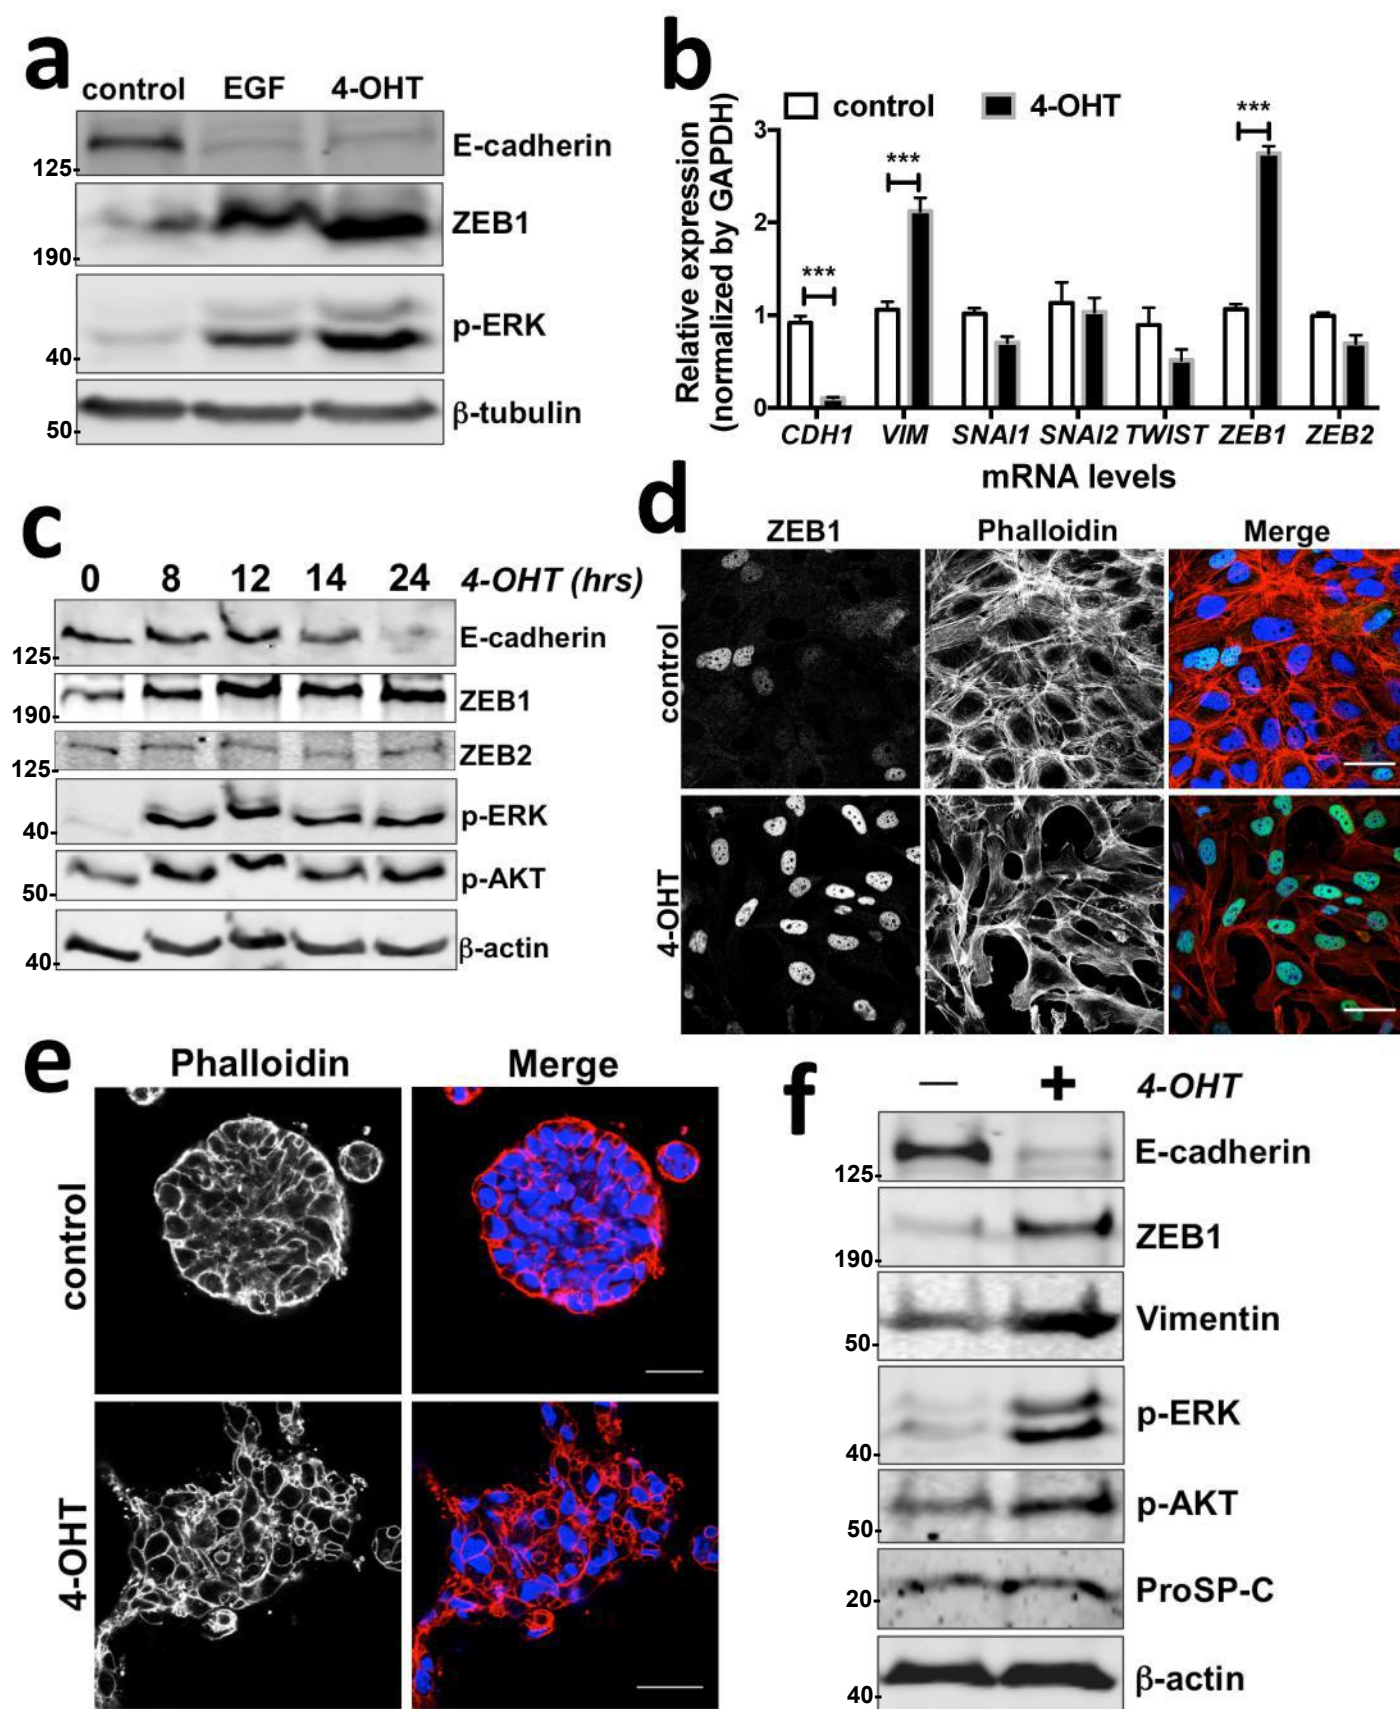 a
control EGF 4-OHT
E-cadherin
125-
ZEB1
190-
p-ERK
40-
β-tubulin
50-
b
control 4-OHT
Relative expression
(normalized by GAPDH)
3
2
1
0
***
***
***
CDH1 VIM SNAI1 SNAI2 TWIST ZEB1 ZEB2
mRNA levels
c
0 8 12 14 24 4-OHT (hrs)
E-cadherin
125-
ZEB1
190-
ZEB2
125-
p-ERK
40-
p-AKT
50-
β-actin
40-
d
ZEB1 Phalloidin Merge
control
4-OHT
e
Phalloidin Merge
control
4-OHT
f
— + 4-OHT
E-cadherin
125-
ZEB1
190-
Vimentin
50-
p-ERK
40-
p-AKT
50-
ProSP-C
20-
β-actin
40-